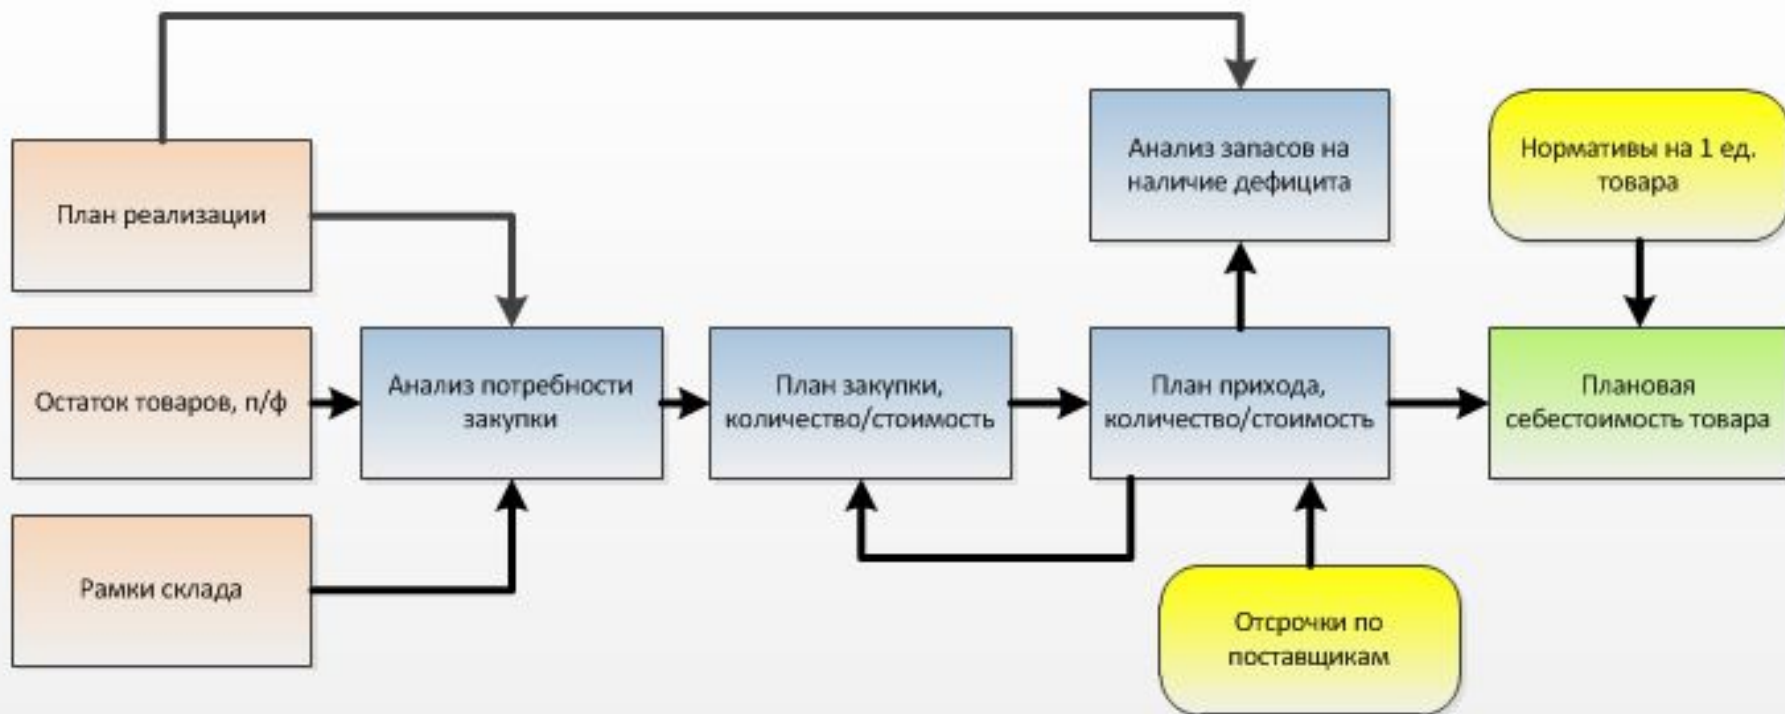 Анализ запасов на
наличие дефицита
Нормативы на 1 ед.
товара
План реализации
Остаток товаров, п/ф
Анализ потребности
закупки
План закупки,
количество/стоимость
План прихода,
количество/стоимость
Плановая
себестоимость товара
Рамки склада
Отсрочки по
поставщикам